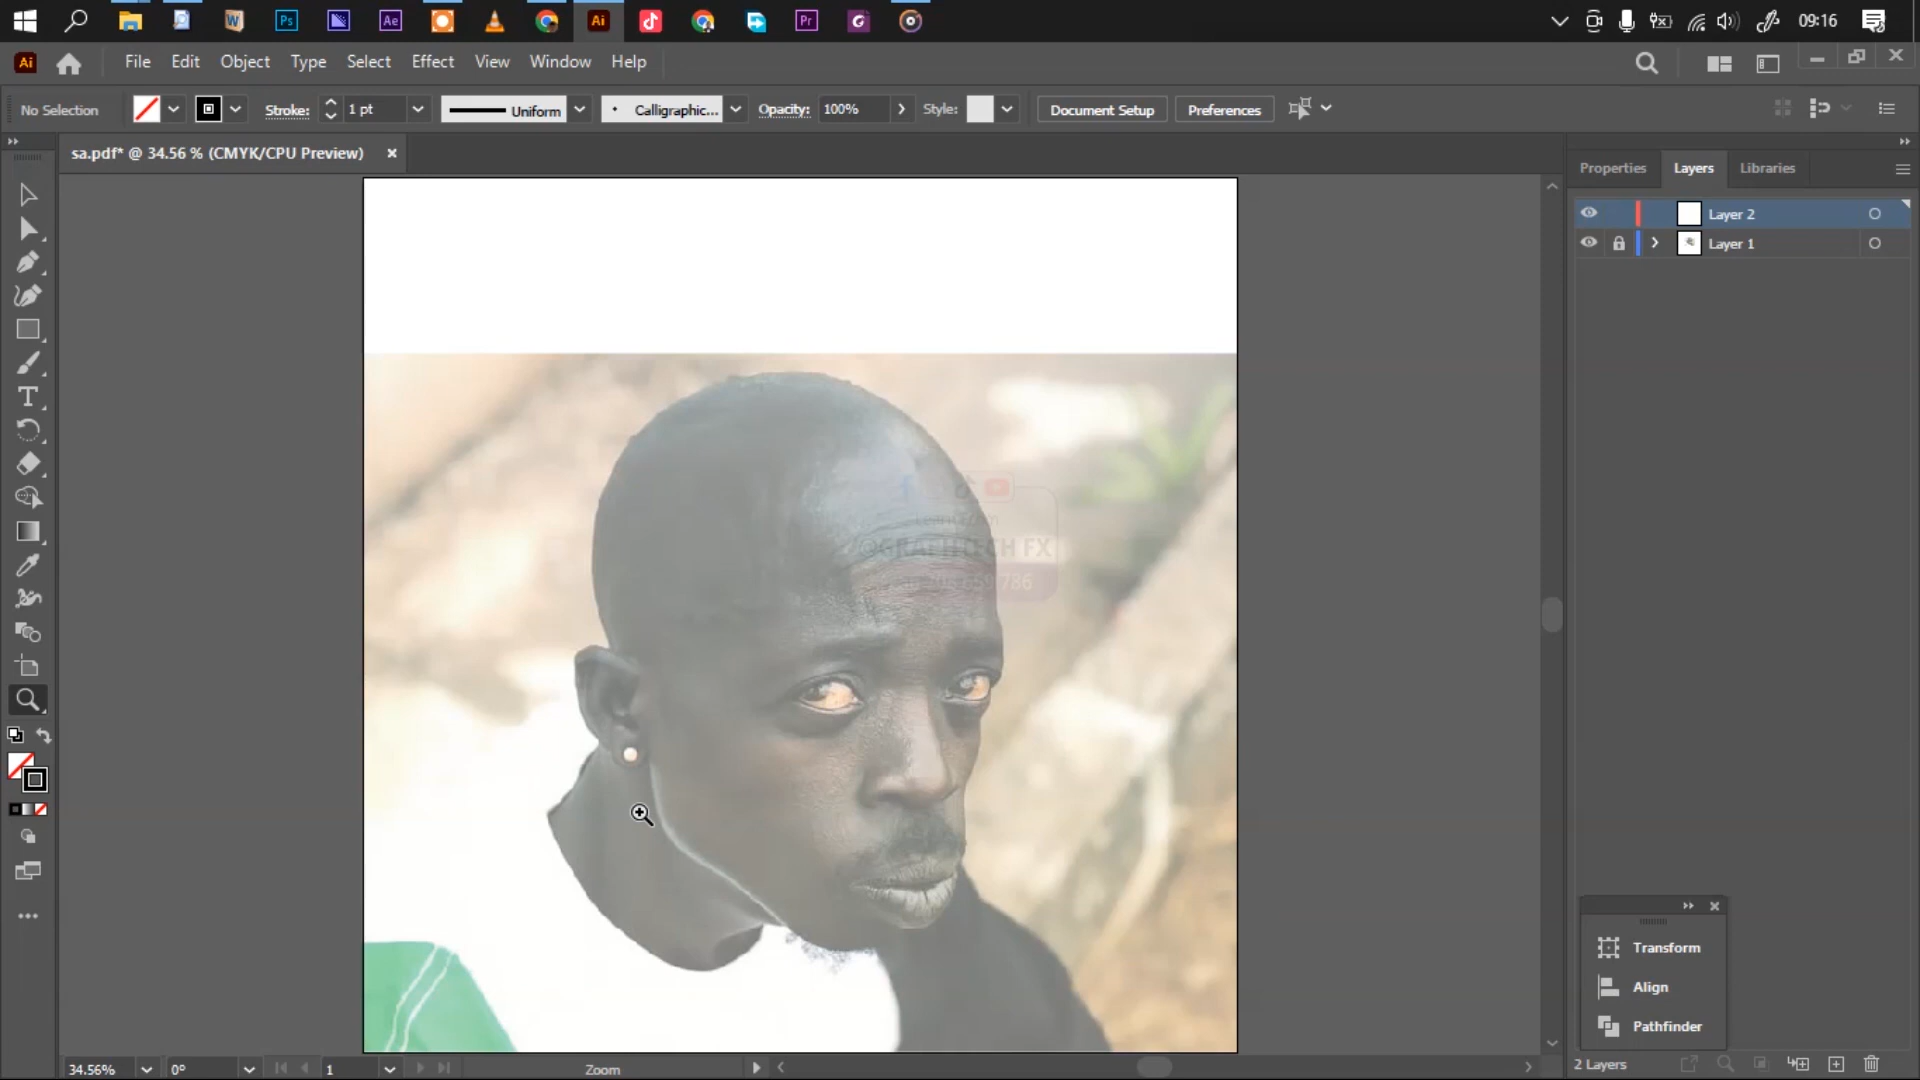 09:16
File Edit Object Type Select Effect View Window Help
No Selection Stroke: 1 pt Uniform Calligraphic... Opacity: 100% Style: Document Setup Preferences
sa.pdf* @ 34.56 % (CMYK/CPU Preview)
Properties Layers Libraries
Layer 2
Layer 1
Transform
Align
Pathfinder
2 Layers
34.56% 0° 1 Zoom